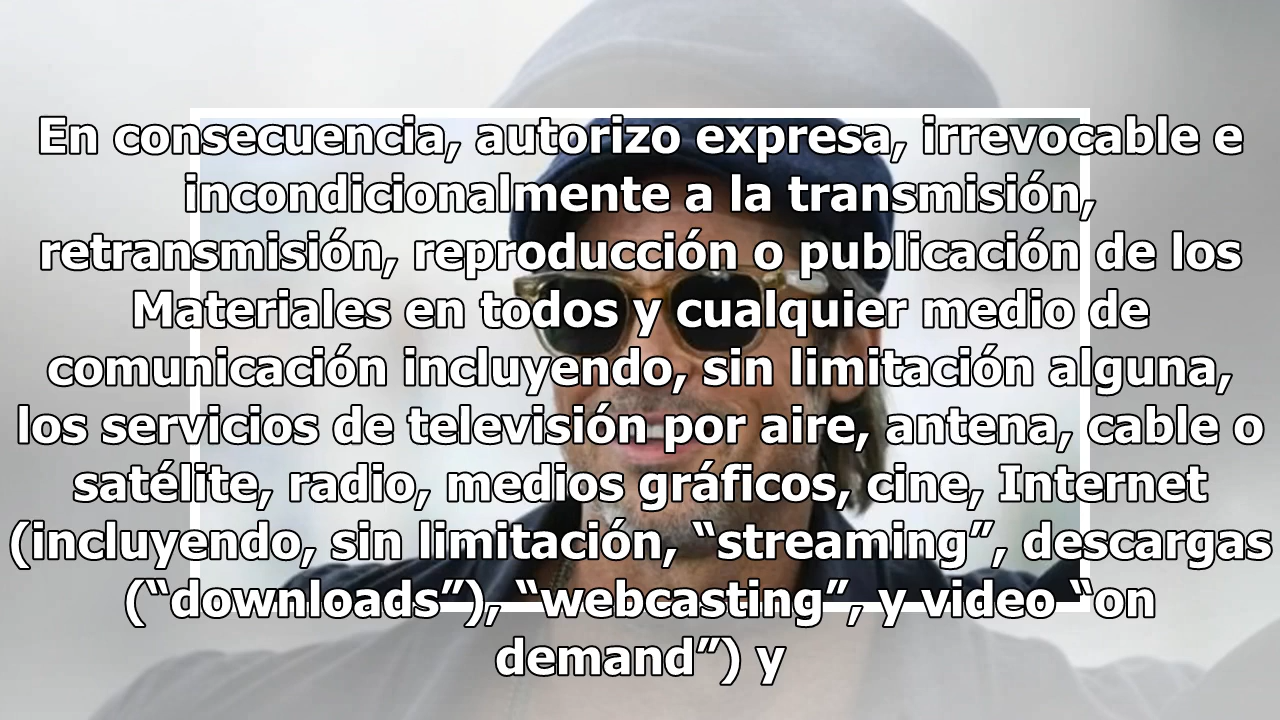 En consecuencia, autorizo expresa, irrevocable e
incondicionalmente a la transmisión,
retransmisión, reproducción o publicación de los
Materiales en todos y cualquier medio de
comunicación incluyendo, sin limitación alguna,
los servicios de televisión por aire, antena, cable o
satélite, radio, medios gráficos, cine, Internet
(incluyendo, sin limitación, “streaming”, descargas
(“downloads”), “webcasting”, y video “on
demand”) y